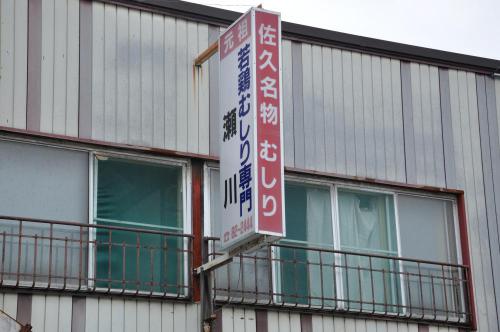 元祖
若鶏むしり専門
瀬川
佐久名物 むしり